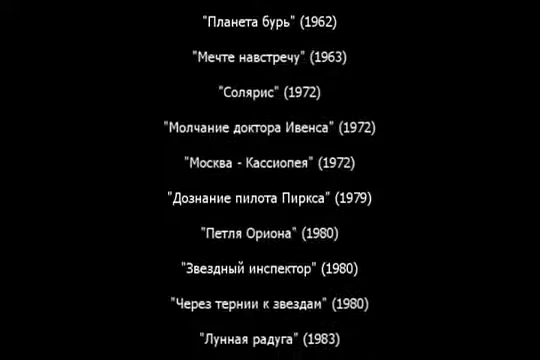 "Планета бурь" (1962)
"Мечте навстречу" (1963)
"Солярис" (1972)
"Молчание доктора Ивенса" (1972)
"Москва - Кассиопея" (1972)
"Дознание пилота Пиркса" (1979)
"Петля Ориона" (1980)
"Звездный инспектор" (1980)
"Через тернии к звездам" (1980)
"Лунная радуга" (1983)